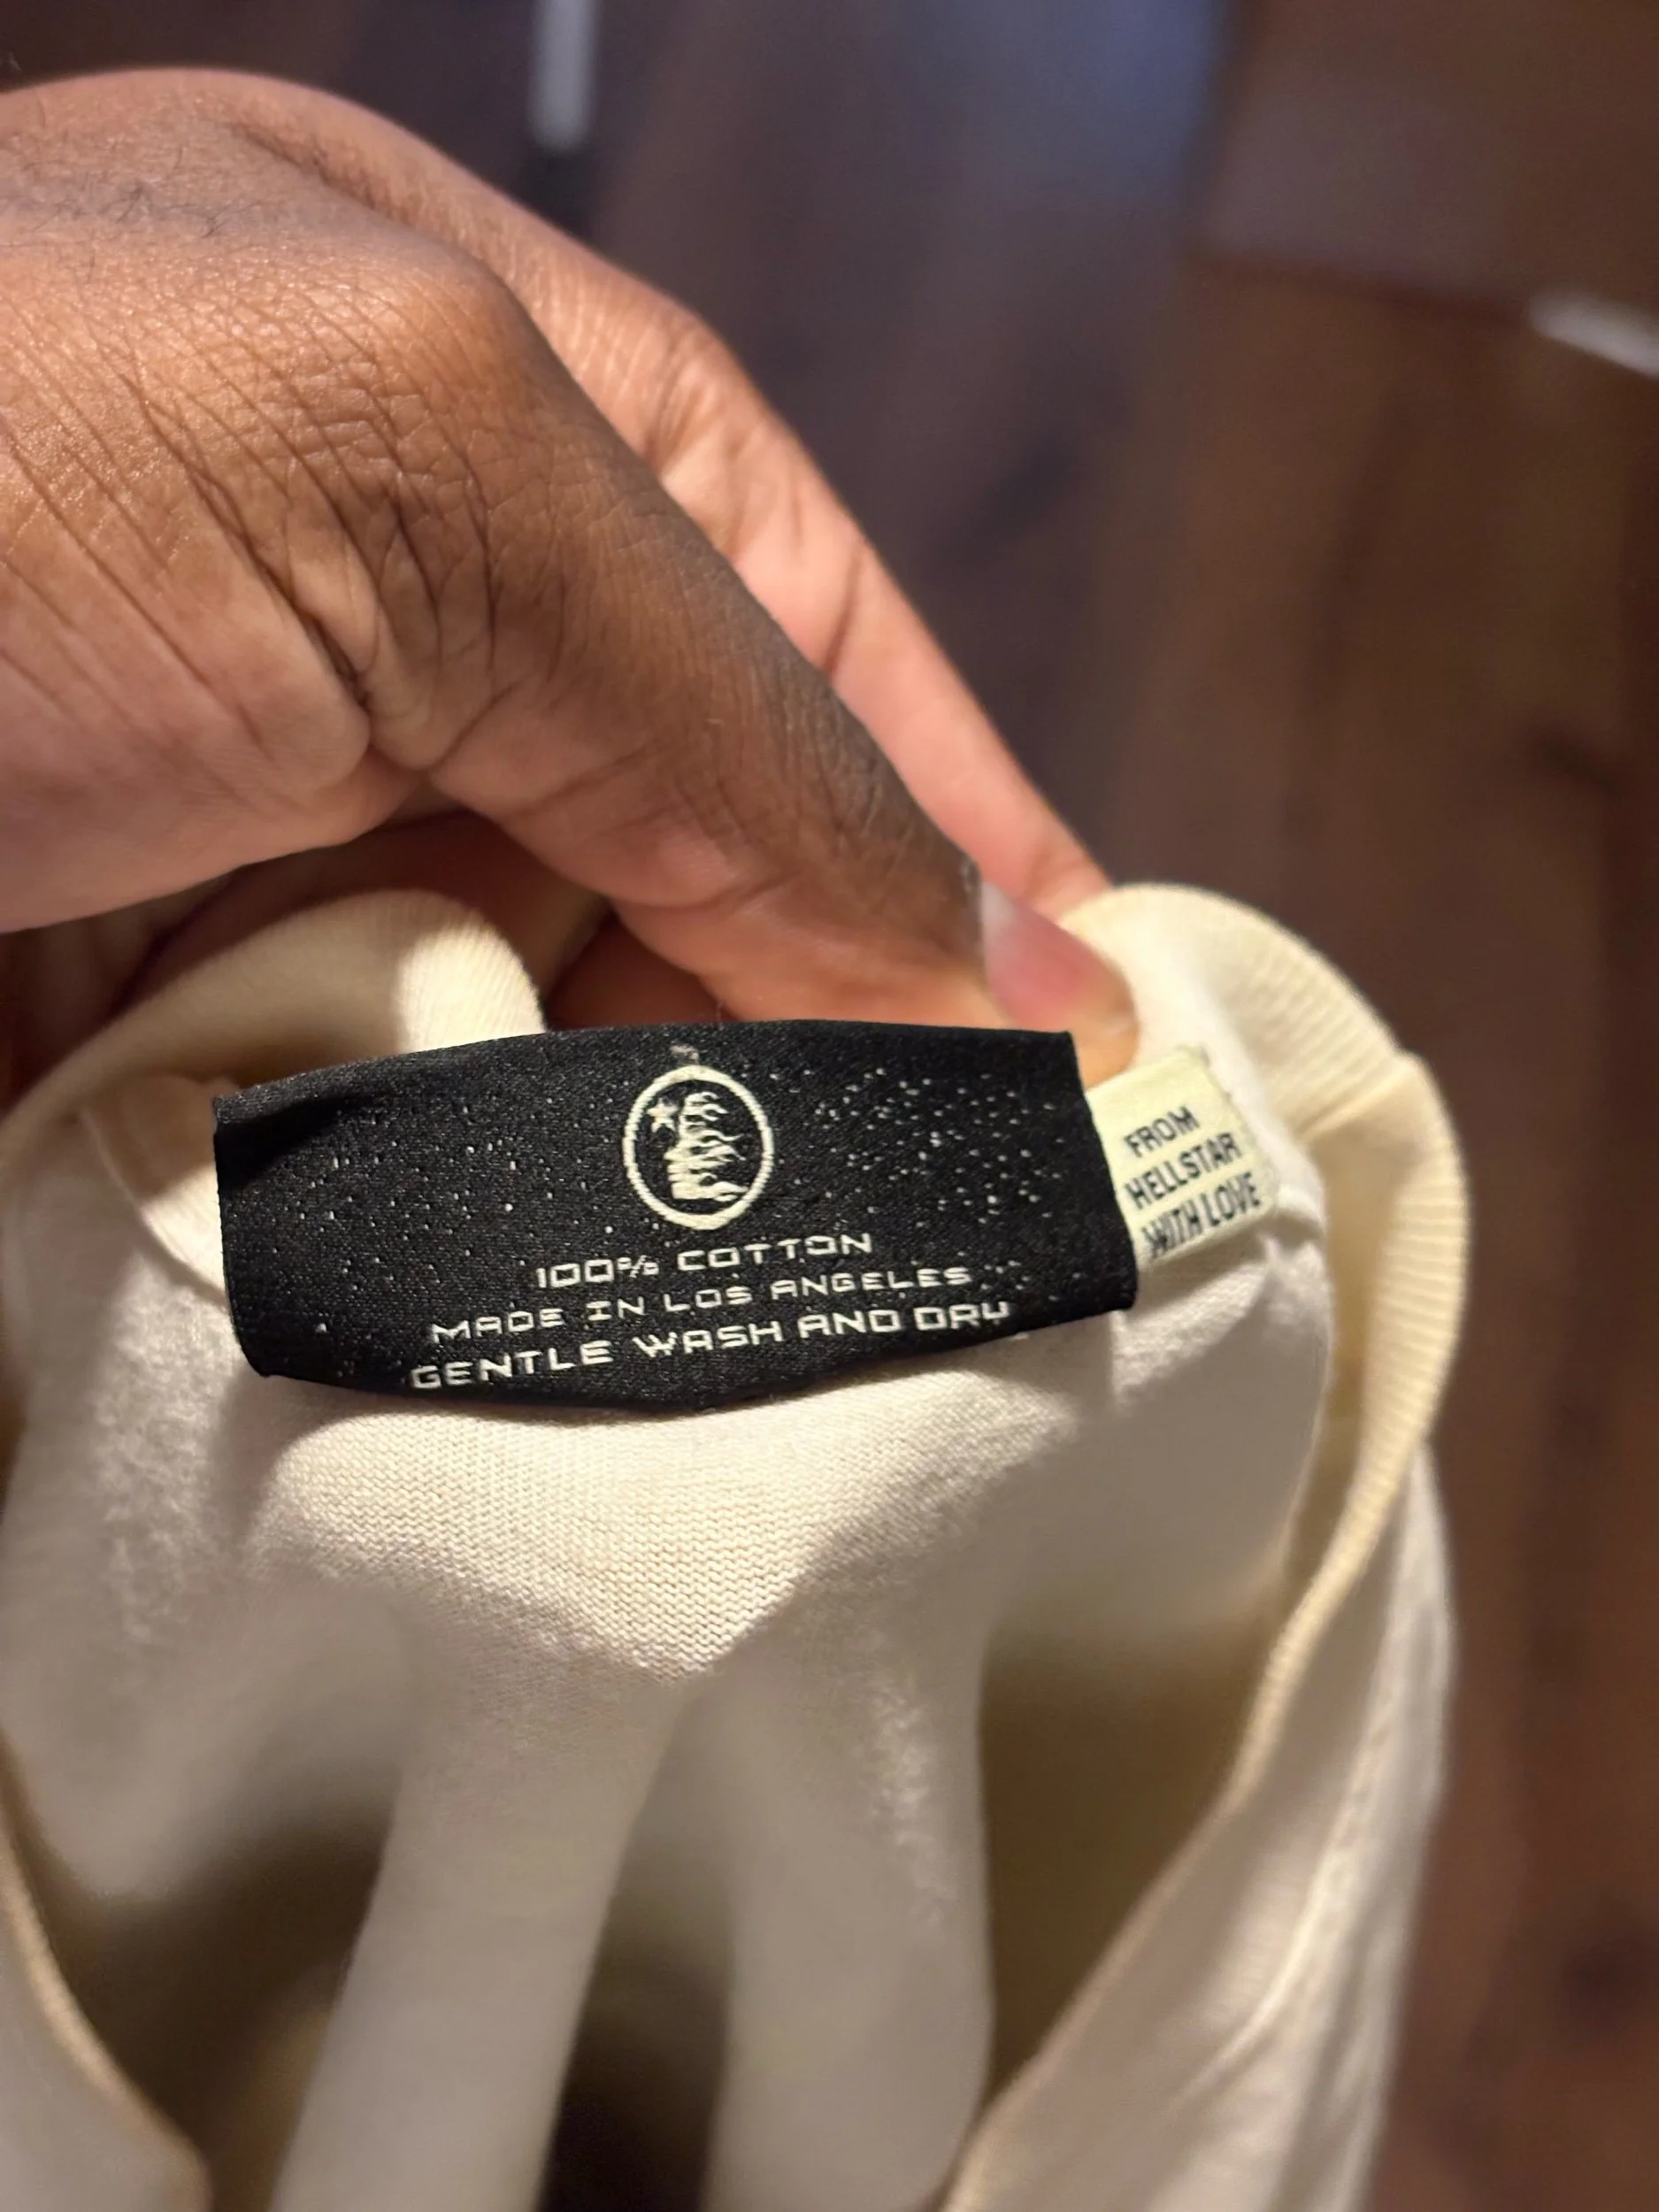 100% COTTON
MADE IN LOS ANGELES
GENTLE WASH AND DRY
FROM
HELLSTAR
WITH LOVE